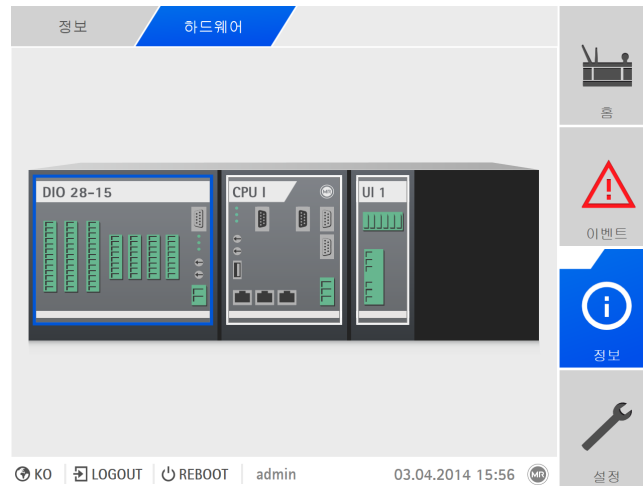 정보
하드웨어
DIO 28-15
CPU I
MR
UI 1
홈
이벤트
정보
설정
KO LOGOUT REBOOT admin 03.04.2014 15:56 MR